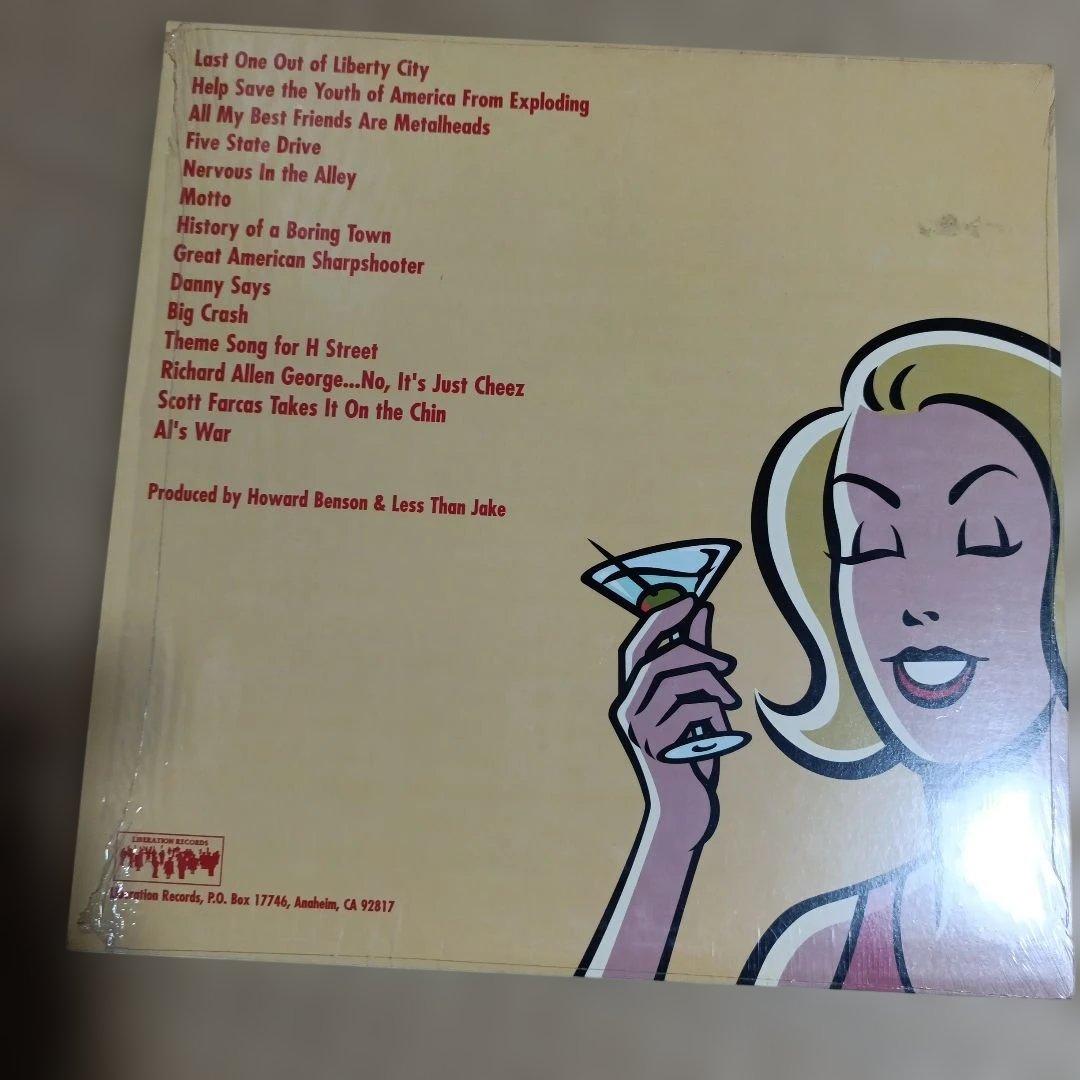 Last One Out of Liberty City
Help Save the Youth of America From Exploding
All My Best Friends Are Metalheads
Five State Drive
Nervous In the Alley
Motto
History of a Boring Town
Great American Sharpshooter
Danny Says
Big Crash
Theme Song for H Street
Richard Allen George...No, It's Just Cheez
Scott Farcas Takes It On the Chin
Al's War
Produced by Howard Benson & Less Than Jake
LIBERATION RECORDS
Liberation Records, P.O. Box 17746, Anaheim, CA 92817